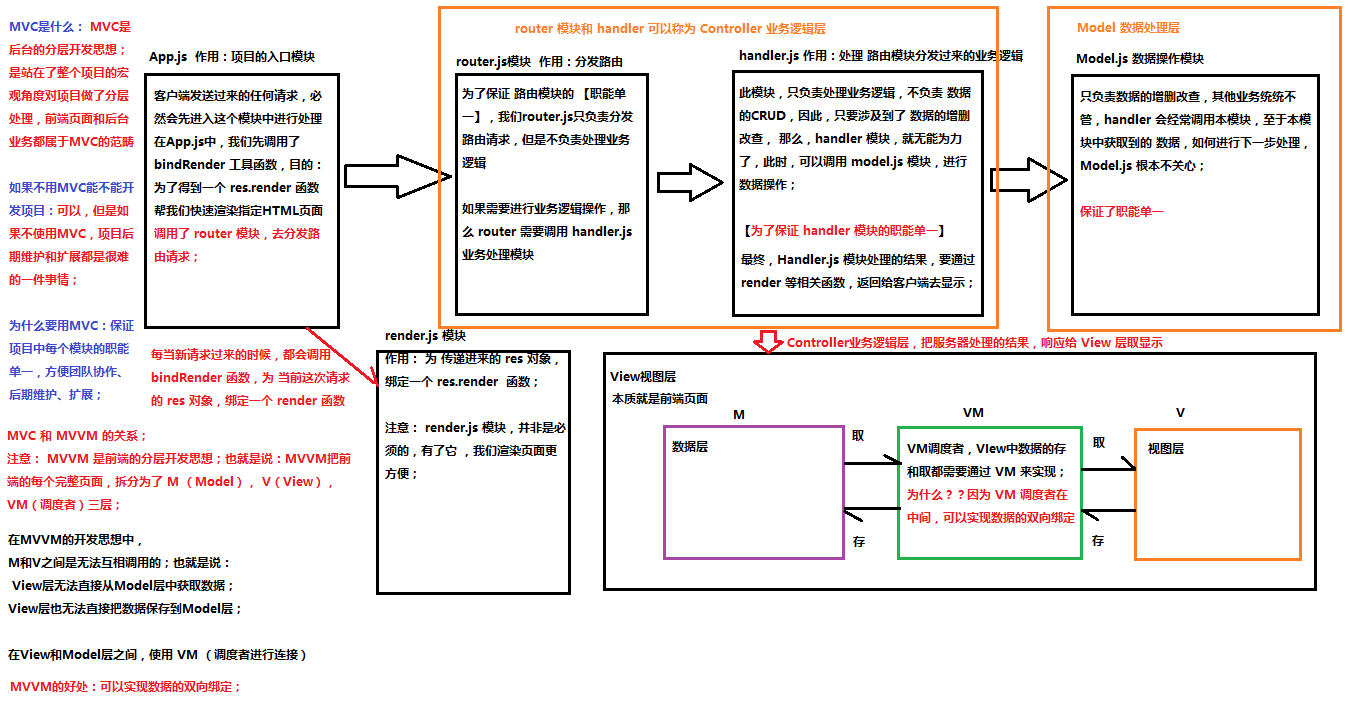 MVC是什么： MVC是
后台的分层开发思想；
是站在了整个项目的宏
观角度对项目做了分层
处理，前端页面和后台
业务都属于MVC的范畴
如果不用MVC能不能开
发项目：可以，但是如
果不使用MVC，项目后
期维护和扩展都是很难
的一件事情；
为什么要用MVC：保证
项目中每个模块的职能
单一，方便团队协作、
后期维护、扩展；
App.js 作用：项目的入口模块
客户端发送过来的任何请求，必
然会先进入这个模块中进行处理
在App.js中，我们先调用了
bindRender 工具函数，目的：
为了得到一个 res.render 函数
帮我们快速渲染指定HTML页面
调用了 router 模块，去分发路
由请求；
router 模块和 handler 可以称为 Controller 业务逻辑层
router.js模块 作用：分发路由
为了保证 路由模块的 【职能单
一】，我们router.js只负责分发
路由请求，但是不负责处理业务
逻辑
如果需要进行业务逻辑操作，那
么 router 需要调用 handler.js
业务处理模块
handler.js 作用：处理 路由模块分发过来的业务逻辑
此模块，只负责处理业务逻辑，不负责 数据
的CRUD，因此，只要涉及到了 数据的增删
改查， 那么，handler 模块，就无能为力
了，此时，可以调用 model.js 模块，进行
数据操作；
【为了保证 handler 模块的职能单一】
最终，Handler.js 模块处理的结果，要通过
render 等相关函数，返回给客户端去显示；
Model 数据处理层
Model.js 数据操作模块
只负责数据的增删改查，其他业务统统不
管，handler 会经常调用本模块，至于本模
块中获取到的 数据，如何进行下一步处理，
Model.js 根本不关心；
保证了职能单一
每当新请求过来的时候，都会调用
bindRender 函数，为 当前这次请求
的 res 对象，绑定一个 render 函数
render.js 模块
作用： 为 传递进来的 res 对象，
绑定一个 res.render 函数；
注意： render.js 模块，并非是必
须的，有了它 ，我们渲染页面更
方便；
Controller业务逻辑层，把服务器处理的结果，响应给 View 层取显示
View视图层
本质就是前端页面
M
数据层
取
存
VM
VM调度者，VIew中数据的存
和取都需要通过 VM 来实现；
为什么？？因为 VM 调度者在
中间，可以实现数据的双向绑定
取
存
V
视图层
MVC 和 MVVM 的关系；
注意： MVVM 是前端的分层开发思想；也就是说：MVVM把前
端的每个完整页面，拆分为了 M （Model）， V（View），
VM（调度者）三层；
在MVVM的开发思想中，
M和V之间是无法互相调用的；也就是说：
View层无法直接从Model层中获取数据；
View层也无法直接把数据保存到Model层；
在View和Model层之间，使用 VM （调度者进行连接）
MVVM的好处：可以实现数据的双向绑定；